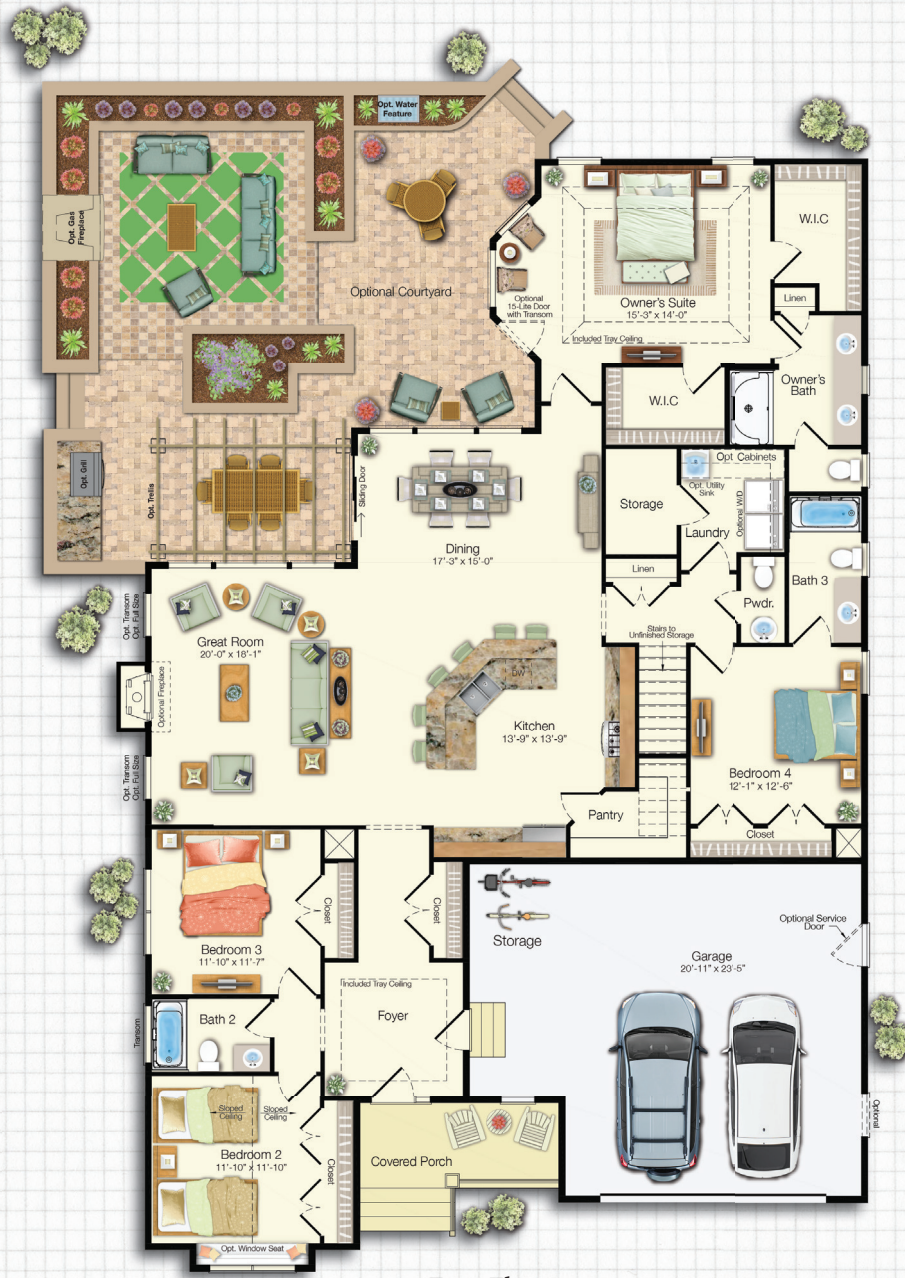 Opt. Water
Feature
Opt. Gas
Fireplace
W.I.C
Optional Courtyard
Optional
15-Lite Door
with Transom
Owner's Suite
15'-3" x 14'-0"
Included Tray Ceiling
Linen
Owner's
Bath
W.I.C
Opt. Grill
Opt. Trellis
Sliding Door
Dining
17'-3" x 15'-0"
Storage
Opt Cabinets
Opt. Utility
Sink
Optional W/D
Laundry
Linen
Bath 3
Pwdr.
Stairs to
Unfinished Storage
Opt. Transom
Opt. Full Size
Great Room
20'-0" x 18'-1"
Optional Fireplace
DW
Kitchen
13'-9" x 13'-9"
Opt. Transom
Opt. Full Size
Bedroom 4
12'-1" x 12'-6"
Pantry
Closet
Bedroom 3
11'-10" x 11'-7"
Closet
Closet
Storage
Optional Service
Door
Garage
20'-11" x 23'-5"
Included Tray Ceiling
Foyer
Transom
Bath 2
Sloped
Ceiling
Sloped
Ceiling
Bedroom 2
11'-10" x 11'-10"
Closet
Covered Porch
Optional
Opt. Window Seat